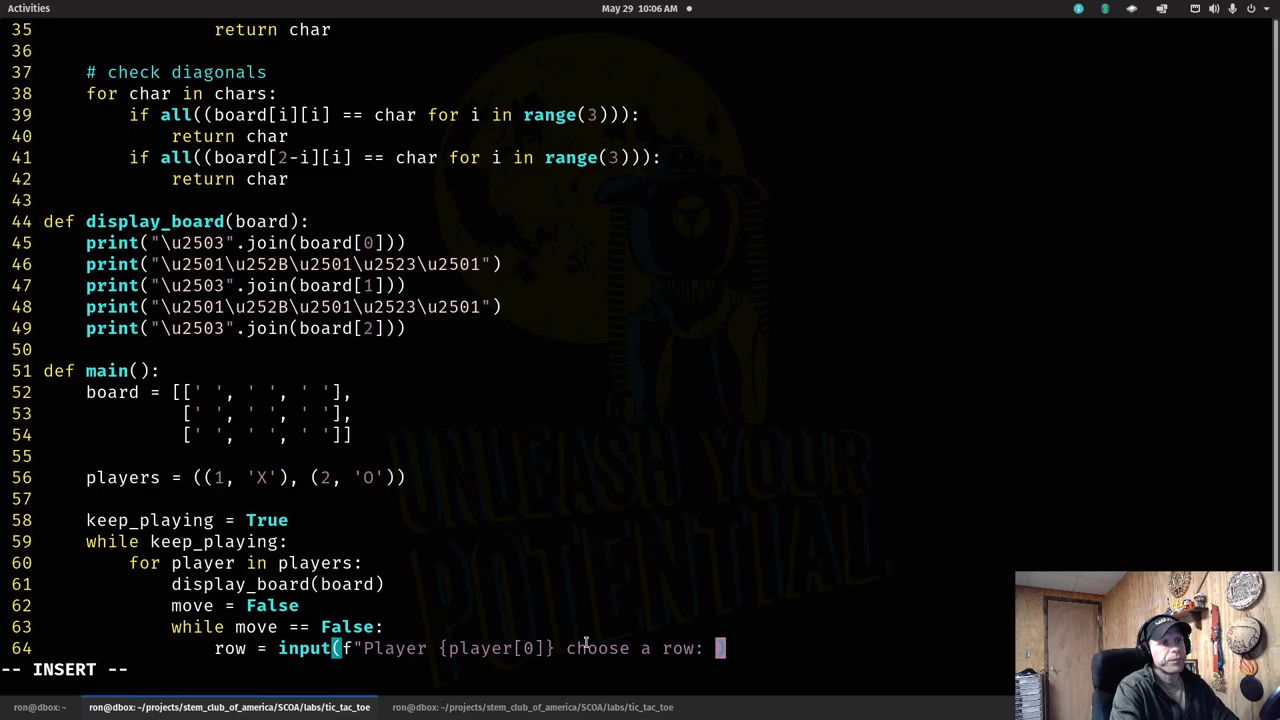 Activities
May 29 10:06 AM
35 return char
36
37 # check diagonals
38 for char in chars:
39 if all((board[i][i] == char for i in range(3))):
40 return char
41 if all((board[2-i][i] == char for i in range(3))):
42 return char
43
44 def display_board(board):
45 print("\u2503".join(board[0]))
46 print("\u2501\u252B\u2501\u2523\u2501")
47 print("\u2503".join(board[1]))
48 print("\u2501\u252B\u2501\u2523\u2501")
49 print("\u2503".join(board[2]))
50
51 def main():
52 board = [[' ', ' ', ' '],
53 [' ', ' ', ' '],
54 [' ', ' ', ' ']]
55
56 players = ((1, 'X'), (2, 'O'))
57
58 keep_playing = True
59 while keep_playing:
60 for player in players:
61 display_board(board)
62 move = False
63 while move == False:
64 row = input(f"Player {player[0]} choose a row: )
-- INSERT --
UNLEASH YOUR
POTENTIAL.
ron@dbox: ~
ron@dbox: ~/projects/stem_club_of_america/SCOA/labs/tic_tac_toe
ron@dbox: ~/projects/stem_club_of_america/SCOA/labs/tic_tac_toe